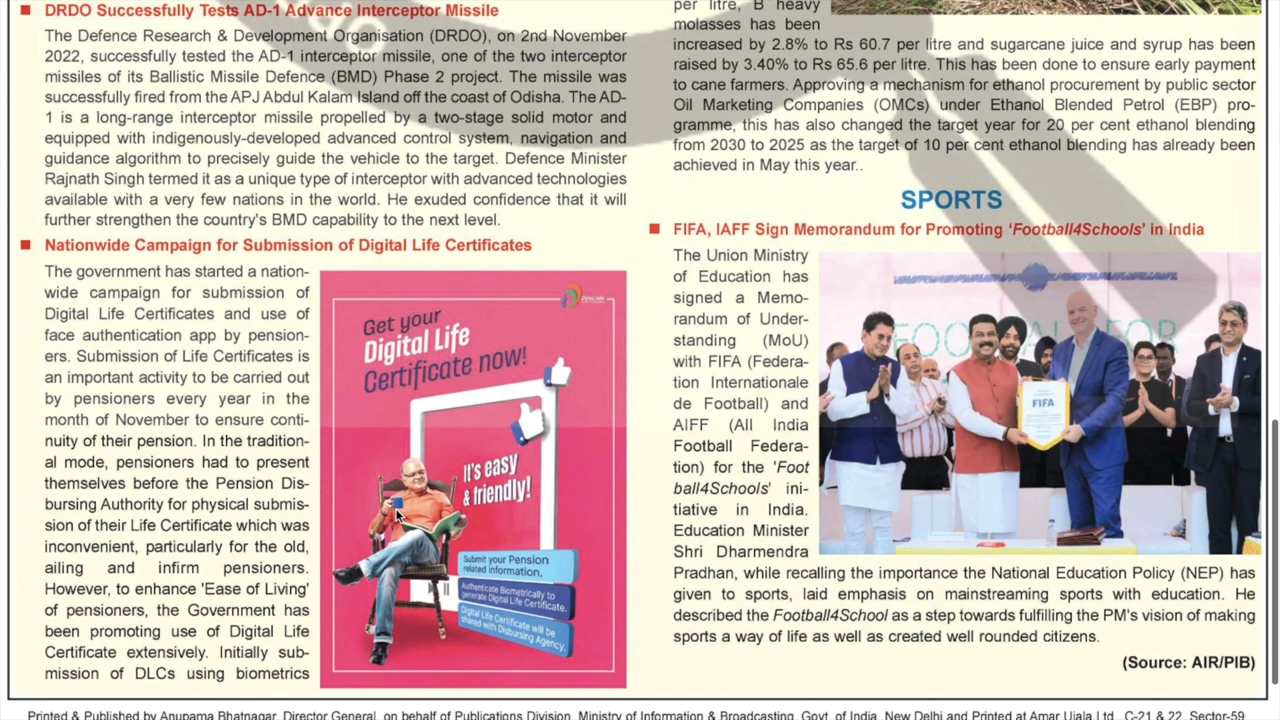 DRDO Successfully Tests AD-1 Advance Interceptor Missile
The Defence Research & Development Organisation (DRDO), on 2nd November
2022, successfully tested the AD-1 interceptor missile, one of the two interceptor
missiles of its Ballistic Missile Defence (BMD) Phase 2 project. The missile was
successfully fired from the APJ Abdul Kalam Island off the coast of Odisha. The AD-
1 is a long-range interceptor missile propelled by a two-stage solid motor and
equipped with indigenously-developed advanced control system, navigation and
guidance algorithm to precisely guide the vehicle to the target. Defence Minister
Rajnath Singh termed it as a unique type of interceptor with advanced technologies
available with a very few nations in the world. He exuded confidence that it will
further strengthen the country's BMD capability to the next level.
Nationwide Campaign for Submission of Digital Life Certificates
The government has started a nation-
wide campaign for submission of
Digital Life Certificates and use of
face authentication app by pension-
ers. Submission of Life Certificates is
an important activity to be carried out
by pensioners every year in the
month of November to ensure conti-
nuity of their pension. In the tradition-
al mode, pensioners had to present
themselves before the Pension Dis-
bursing Authority for physical submis-
sion of their Life Certificate which was
inconvenient, particularly for the old,
ailing and infirm pensioners.
However, to enhance 'Ease of Living'
of pensioners, the Government has
been promoting use of Digital Life
Certificate extensively. Initially sub-
mission of DLCs using biometrics
Get your
Digital Life
Certificate now!
It's easy
& friendly!
Submit your Pension
related information.
Authenticate Biometrically to
generate Digital Life Certificate.
Digital Life Certificate will be
shared with Disbursing Agency.
per litre, B heavy
molasses has been
increased by 2.8% to Rs 60.7 per litre and sugarcane juice and syrup has been
raised by 3.40% to Rs 65.6 per litre. This has been done to ensure early payment
to cane farmers. Approving a mechanism for ethanol procurement by public sector
Oil Marketing Companies (OMCs) under Ethanol Blended Petrol (EBP) pro-
gramme, this has also changed the target year for 20 per cent ethanol blending
from 2030 to 2025 as the target of 10 per cent ethanol blending has already been
achieved in May this year..
SPORTS
FIFA, IAFF Sign Memorandum for Promoting 'Football4Schools' in India
The Union Ministry
of Education has
signed a Memo-
randum of Under-
standing (MoU)
with FIFA (Federa-
tion Internationale
de Football) and
AIFF (All India
Football Federa-
tion) for the 'Foot
ball4Schools' ini-
tiative in India.
Education Minister
Shri Dharmendra
FOOTBALL FOR
FIFA
Pradhan, while recalling the importance the National Education Policy (NEP) has
given to sports, laid emphasis on mainstreaming sports with education. He
described the Football4School as a step towards fulfilling the PM's vision of making
sports a way of life as well as created well rounded citizens.
(Source: AIR/PIB)
Printed & Published by Anupama Bhatnagar, Director General, on behalf of Publications Division, Ministry of Information & Broadcasting, Govt. of India, New Delhi and Printed at Amar Ujala Ltd., C-21 & 22, Sector-59,